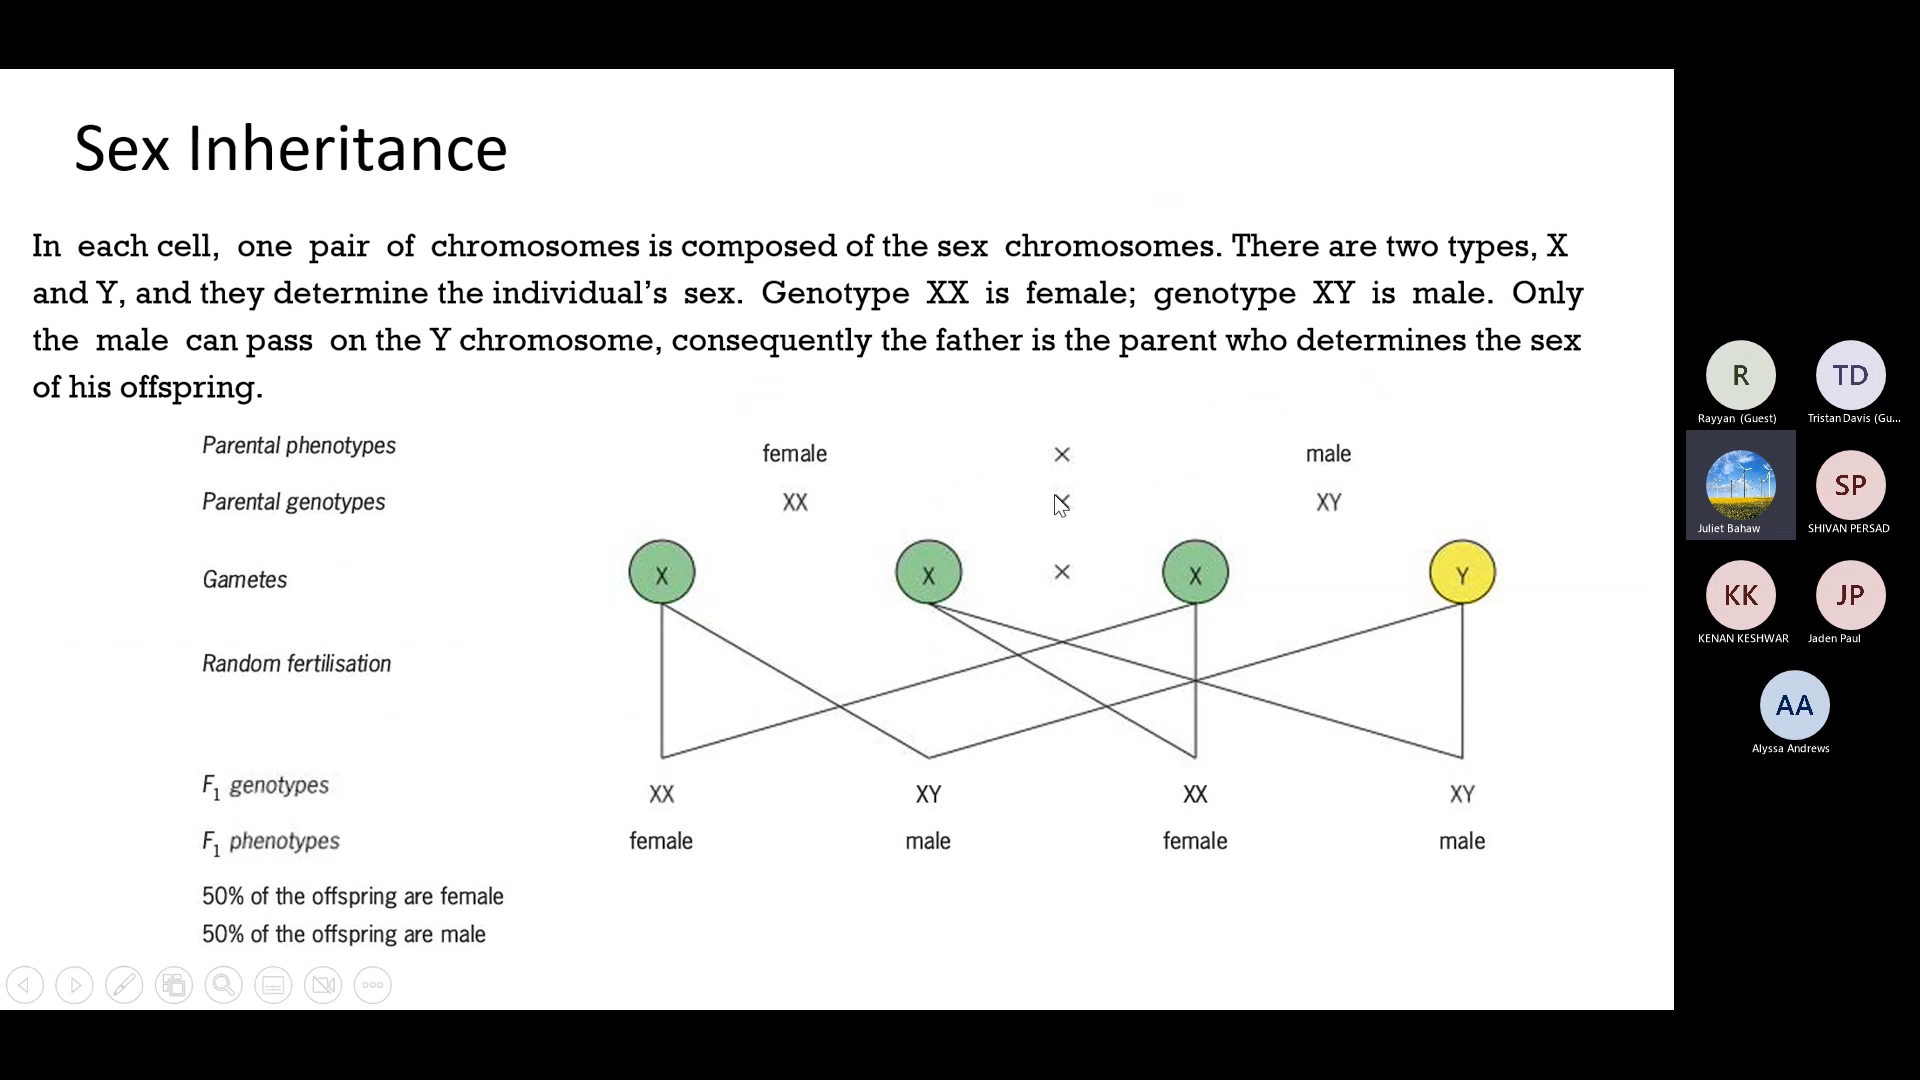 Sex Inheritance
In each cell, one pair of chromosomes is composed of the sex chromosomes. There are two types, X
and Y, and they determine the individual’s sex. Genotype XX is female; genotype XY is male. Only
the male can pass on the Y chromosome, consequently the father is the parent who determines the sex
of his offspring.
Parental phenotypes female × male
Parental genotypes XX × XY
Gametes X X × X Y
Random fertilisation
F1 genotypes XX XY XX XY
F1 phenotypes female male female male
50% of the offspring are female
50% of the offspring are male
R TD
Rayyan (Guest) Tristan Davis (Gu...
SP
Juliet Bahaw SHIVAN PERSAD
KK JP
KENAN KESHWAR Jaden Paul
AA
Alyssa Andrews